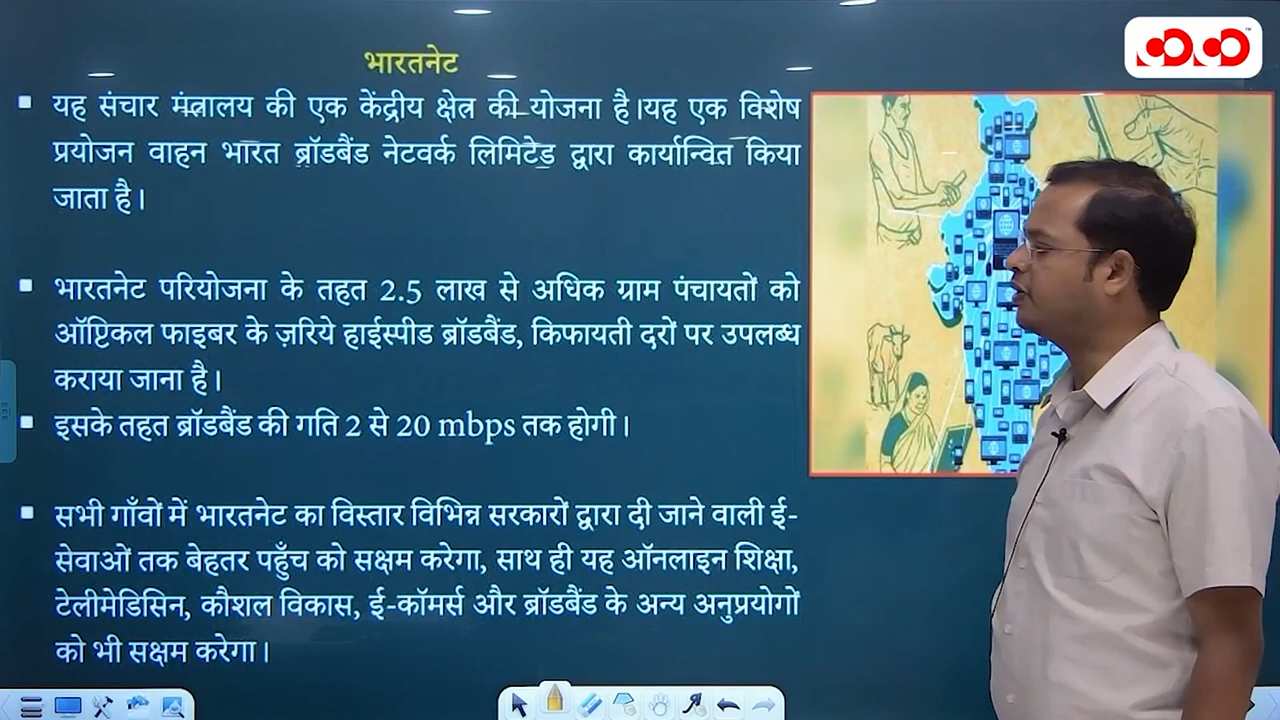 भारतनेट
यह संचार मंत्रालय की एक केंद्रीय क्षेत्र की योजना है।यह एक विशेष
प्रयोजन वाहन भारत ब्रॉडबैंड नेटवर्क लिमिटेड द्वारा कार्यान्वित किया
जाता है।
भारतनेट परियोजना के तहत 2.5 लाख से अधिक ग्राम पंचायतों को
ऑप्टिकल फाइबर के ज़रिये हाईस्पीड ब्रॉडबैंड, किफायती दरों पर उपलब्ध
कराया जाना है।
इसके तहत ब्रॉडबैंड की गति 2 से 20 mbps तक होगी।
सभी गाँवों में भारतनेट का विस्तार विभिन्न सरकारों द्वारा दी जाने वाली ई-
सेवाओं तक बेहतर पहुँच को सक्षम करेगा, साथ ही यह ऑनलाइन शिक्षा,
टेलीमेडिसिन, कौशल विकास, ई-कॉमर्स और ब्रॉडबैंड के अन्य अनुप्रयोगों
को भी सक्षम करेगा।